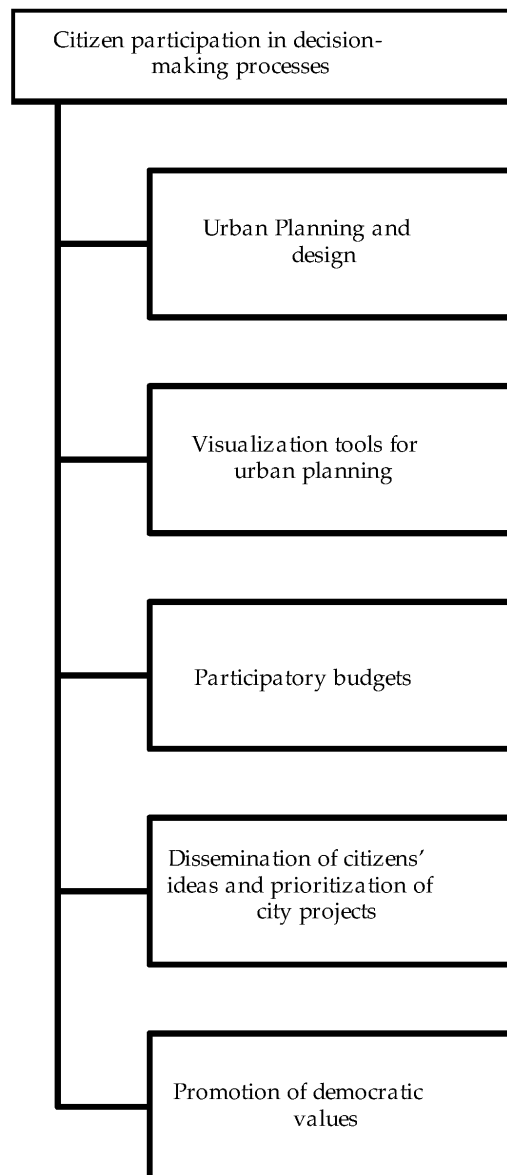 Citizen participation in decision-
making processes
Urban Planning and
design
Visualization tools for
urban planning
Participatory budgets
Dissemination of citizens’
ideas and prioritization of
city projects
Promotion of democratic
values